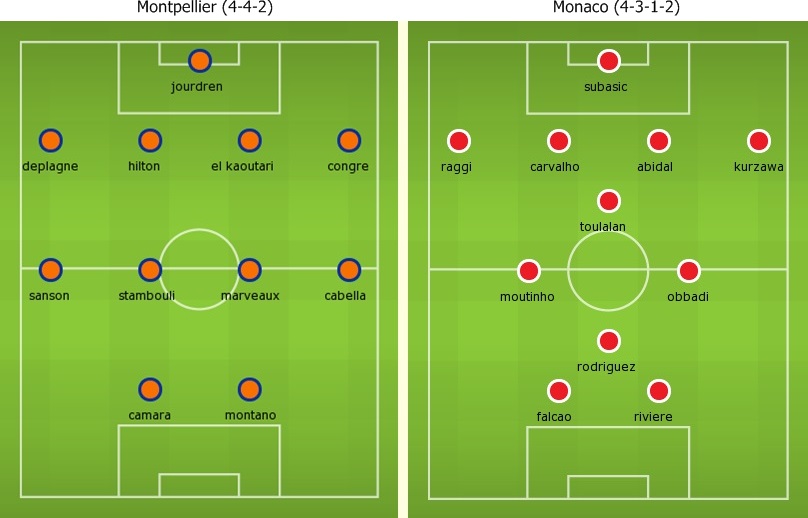 Montpellier (4-4-2)
jourdren
deplagne hilton el kaoutari congre
sanson stambouli marveaux cabella
camara montano
Monaco (4-3-1-2)
subasic
raggi carvalho abidal kurzawa
toulalan
moutinho obbadi
rodriguez
falcao riviere